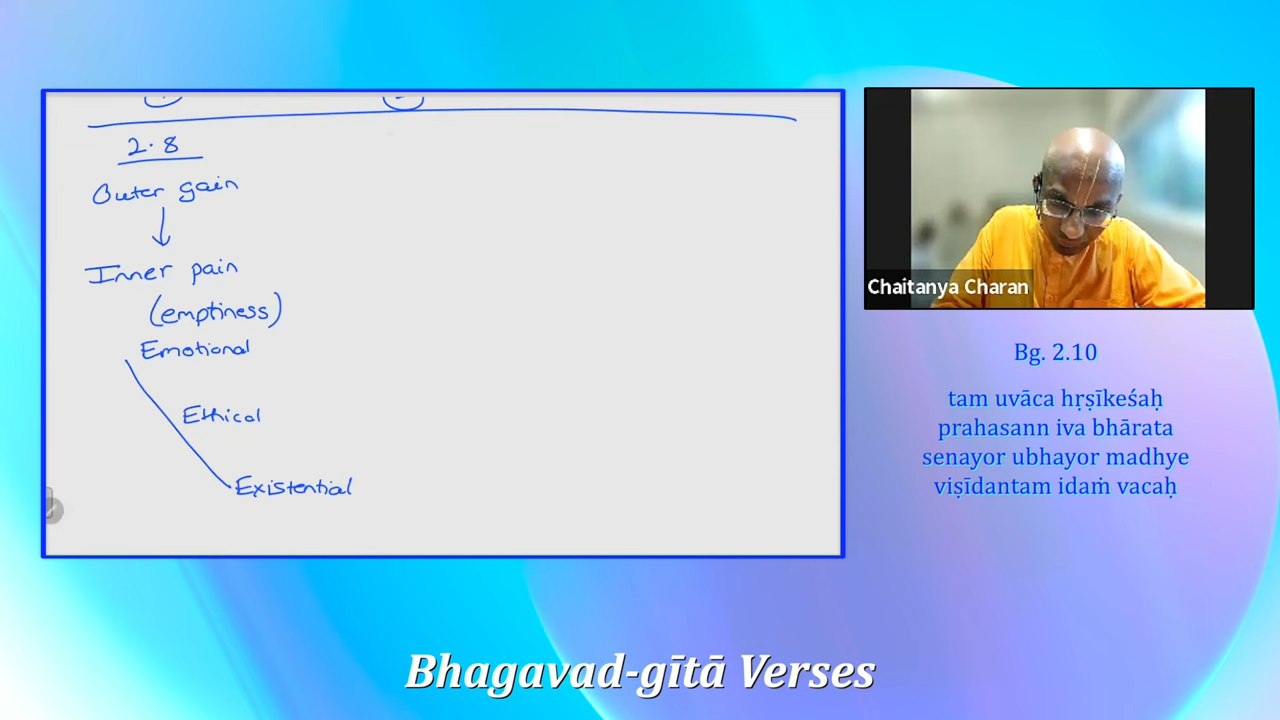 2.8
Outer gain
Inner pain
(emptiness)
Emotional
Ethical
Existential
Chaitanya Charan
Bg. 2.10
tam uvāca hṛṣīkeśaḥ
prahasann iva bhārata
senayor ubhayor madhye
viṣīdantam idaṁ vacaḥ
Bhagavad-gītā Verses